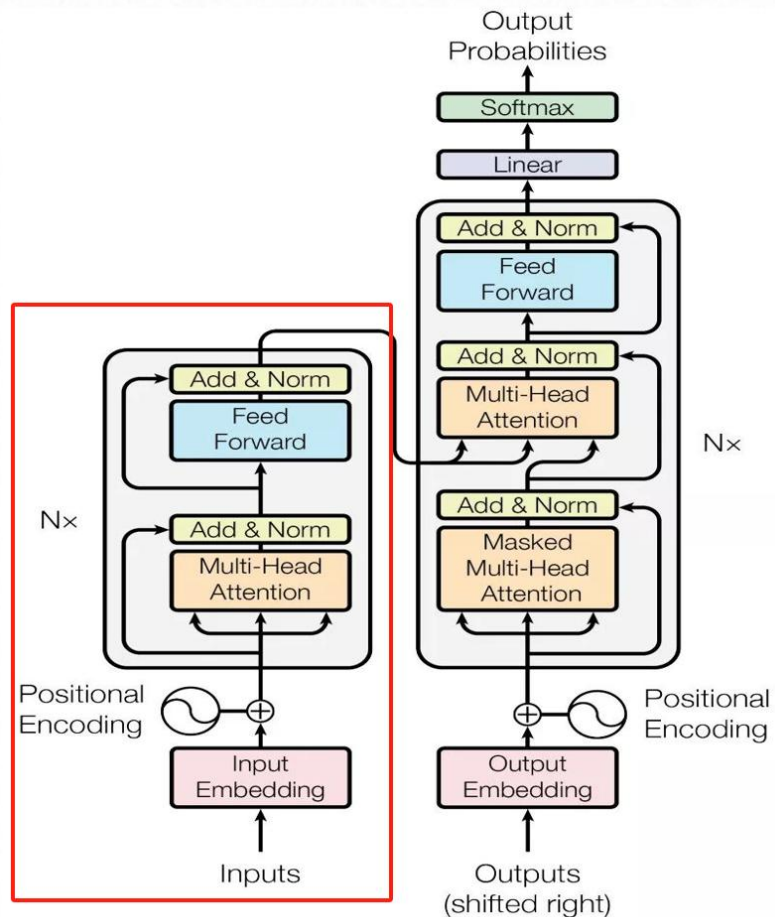 Output
Probabilities
Softmax
Linear
Add & Norm
Feed
Forward
Add & Norm
Multi-Head
Attention
Nx
Add & Norm
Masked
Multi-Head
Attention
Positional
Encoding
Output
Embedding
Outputs
(shifted right)
Add & Norm
Feed
Forward
Nx
Add & Norm
Multi-Head
Attention
Positional
Encoding
Input
Embedding
Inputs